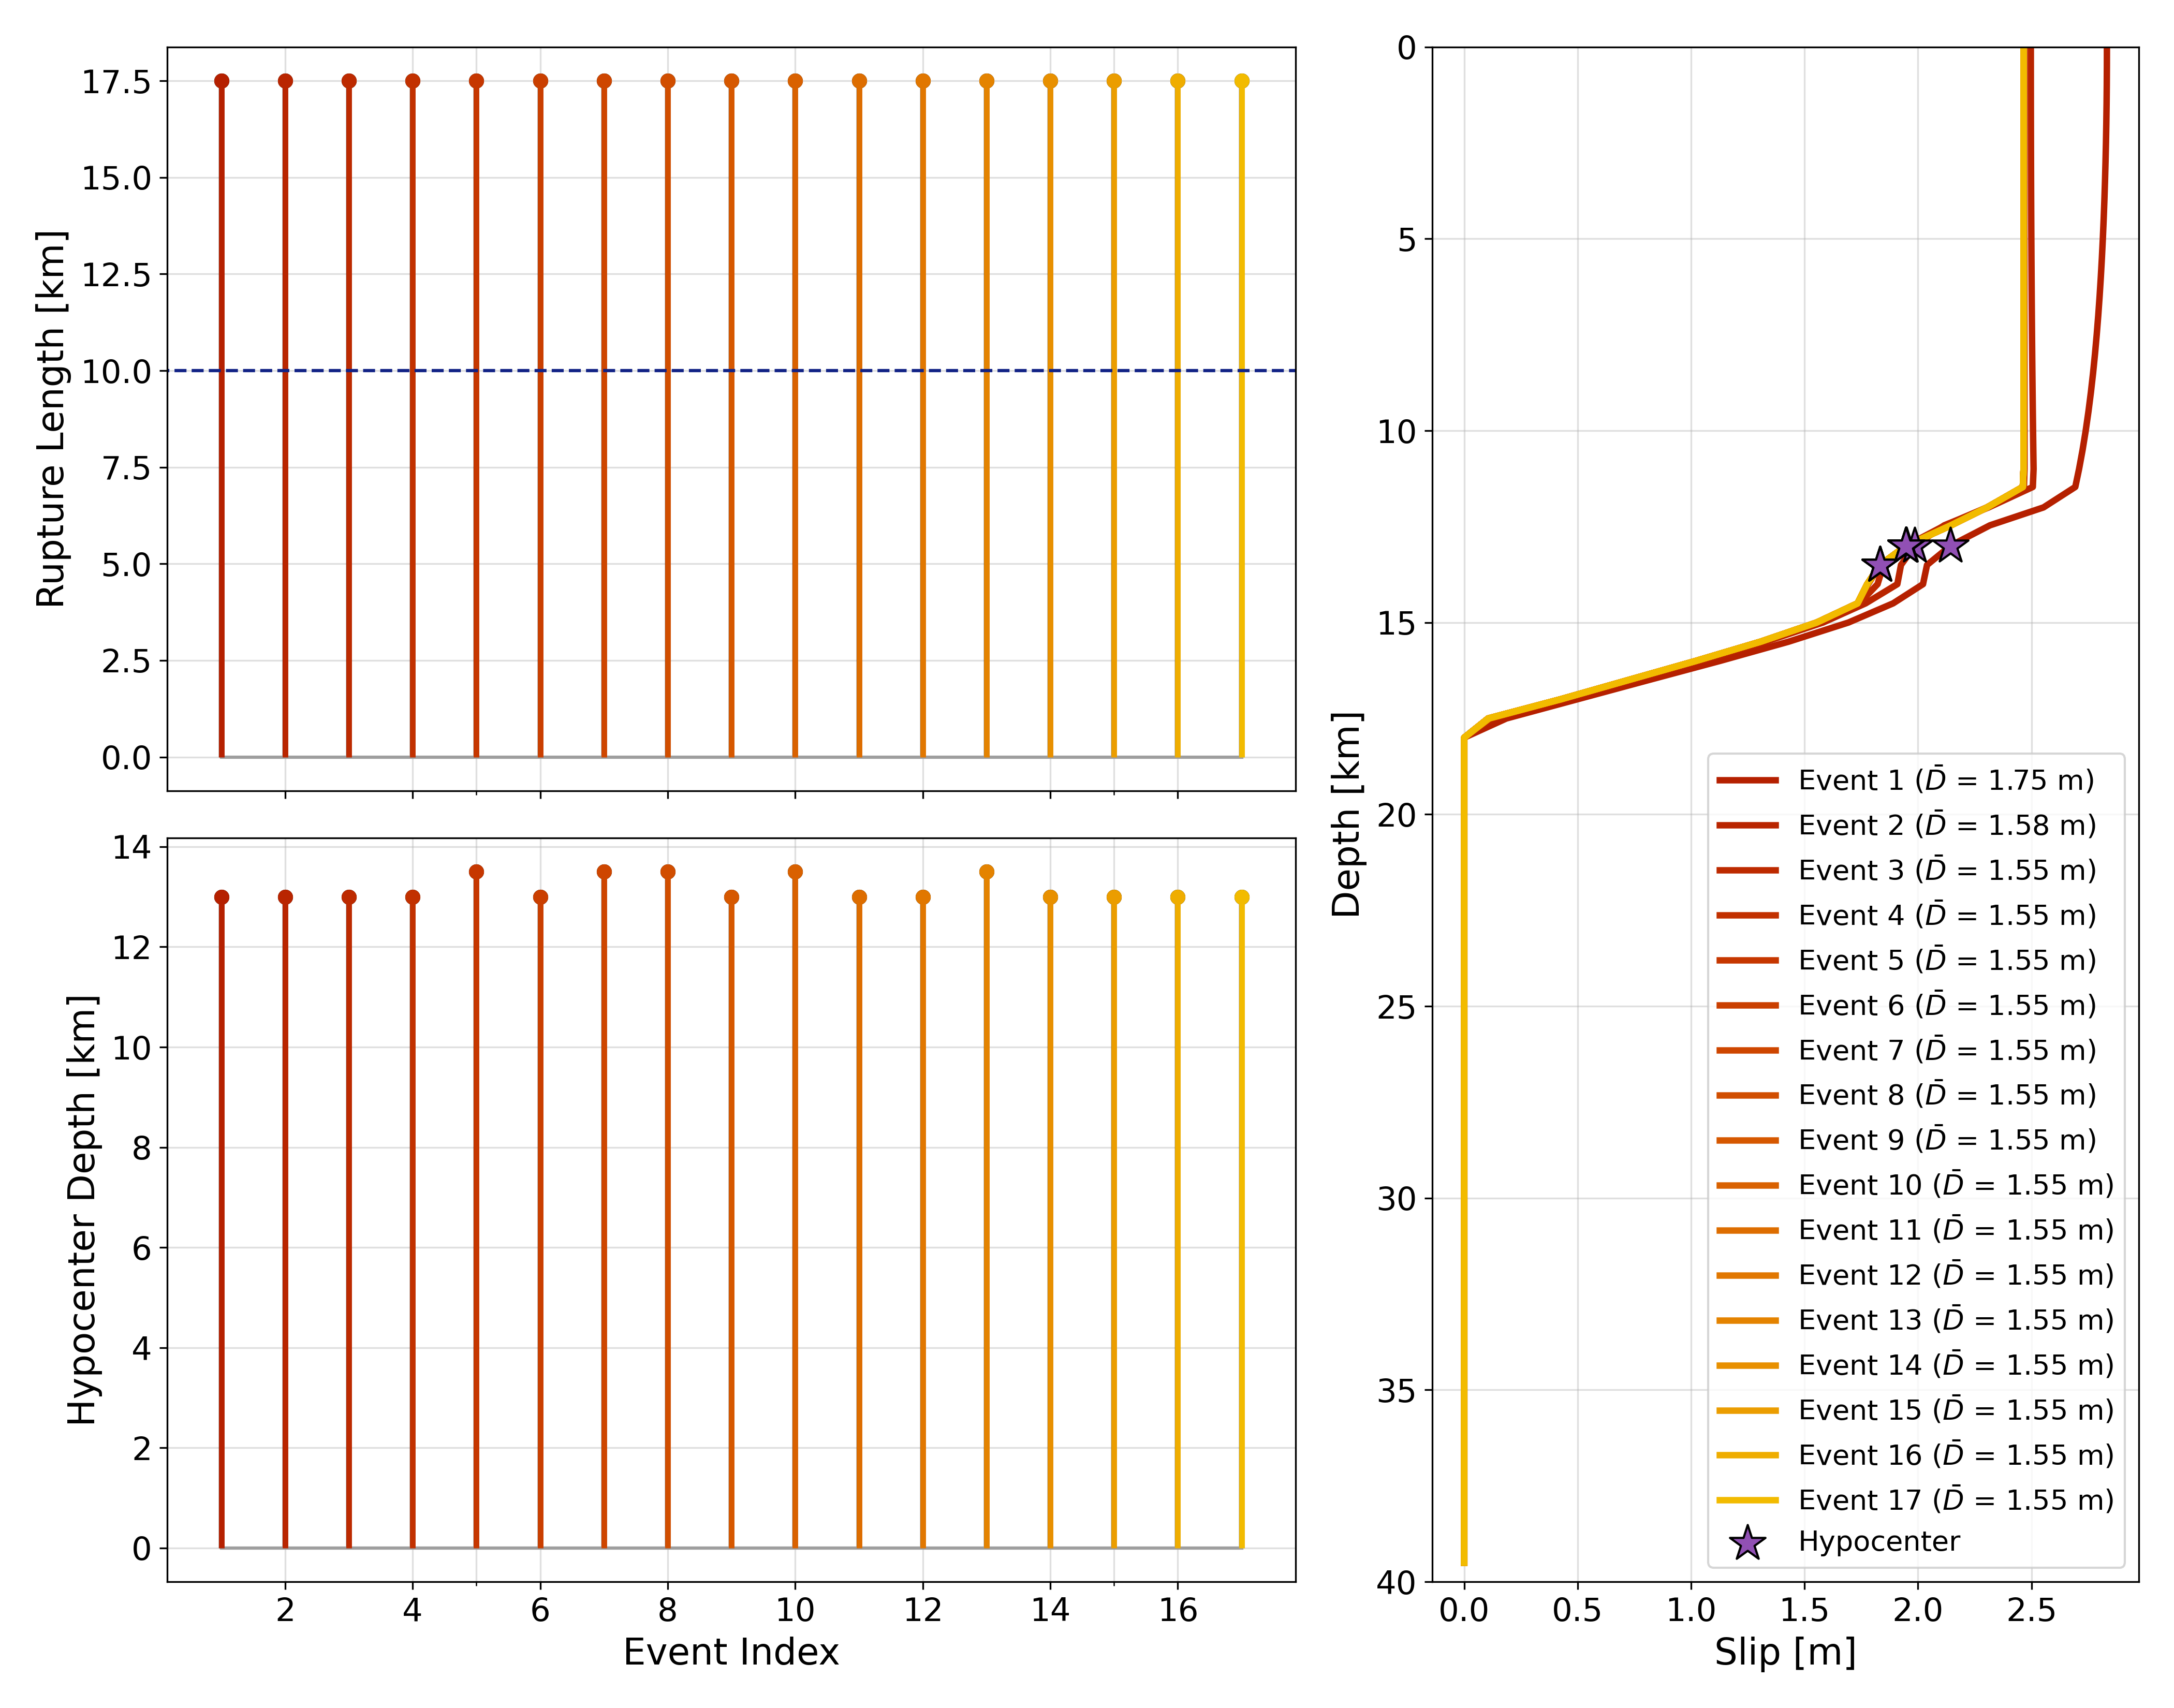 Rupture Length [km]
17.5
15.0
12.5
10.0
7.5
5.0
2.5
0.0
Hypocenter Depth [km]
14
12
10
8
6
4
2
0
2 4 6 8 10 12 14 16
Event Index
Depth [km]
0
5
10
15
20
25
30
35
40
0.0 0.5 1.0 1.5 2.0 2.5
Slip [m]
Event 1 (D̄ = 1.75 m)
Event 2 (D̄ = 1.58 m)
Event 3 (D̄ = 1.55 m)
Event 4 (D̄ = 1.55 m)
Event 5 (D̄ = 1.55 m)
Event 6 (D̄ = 1.55 m)
Event 7 (D̄ = 1.55 m)
Event 8 (D̄ = 1.55 m)
Event 9 (D̄ = 1.55 m)
Event 10 (D̄ = 1.55 m)
Event 11 (D̄ = 1.55 m)
Event 12 (D̄ = 1.55 m)
Event 13 (D̄ = 1.55 m)
Event 14 (D̄ = 1.55 m)
Event 15 (D̄ = 1.55 m)
Event 16 (D̄ = 1.55 m)
Event 17 (D̄ = 1.55 m)
Hypocenter